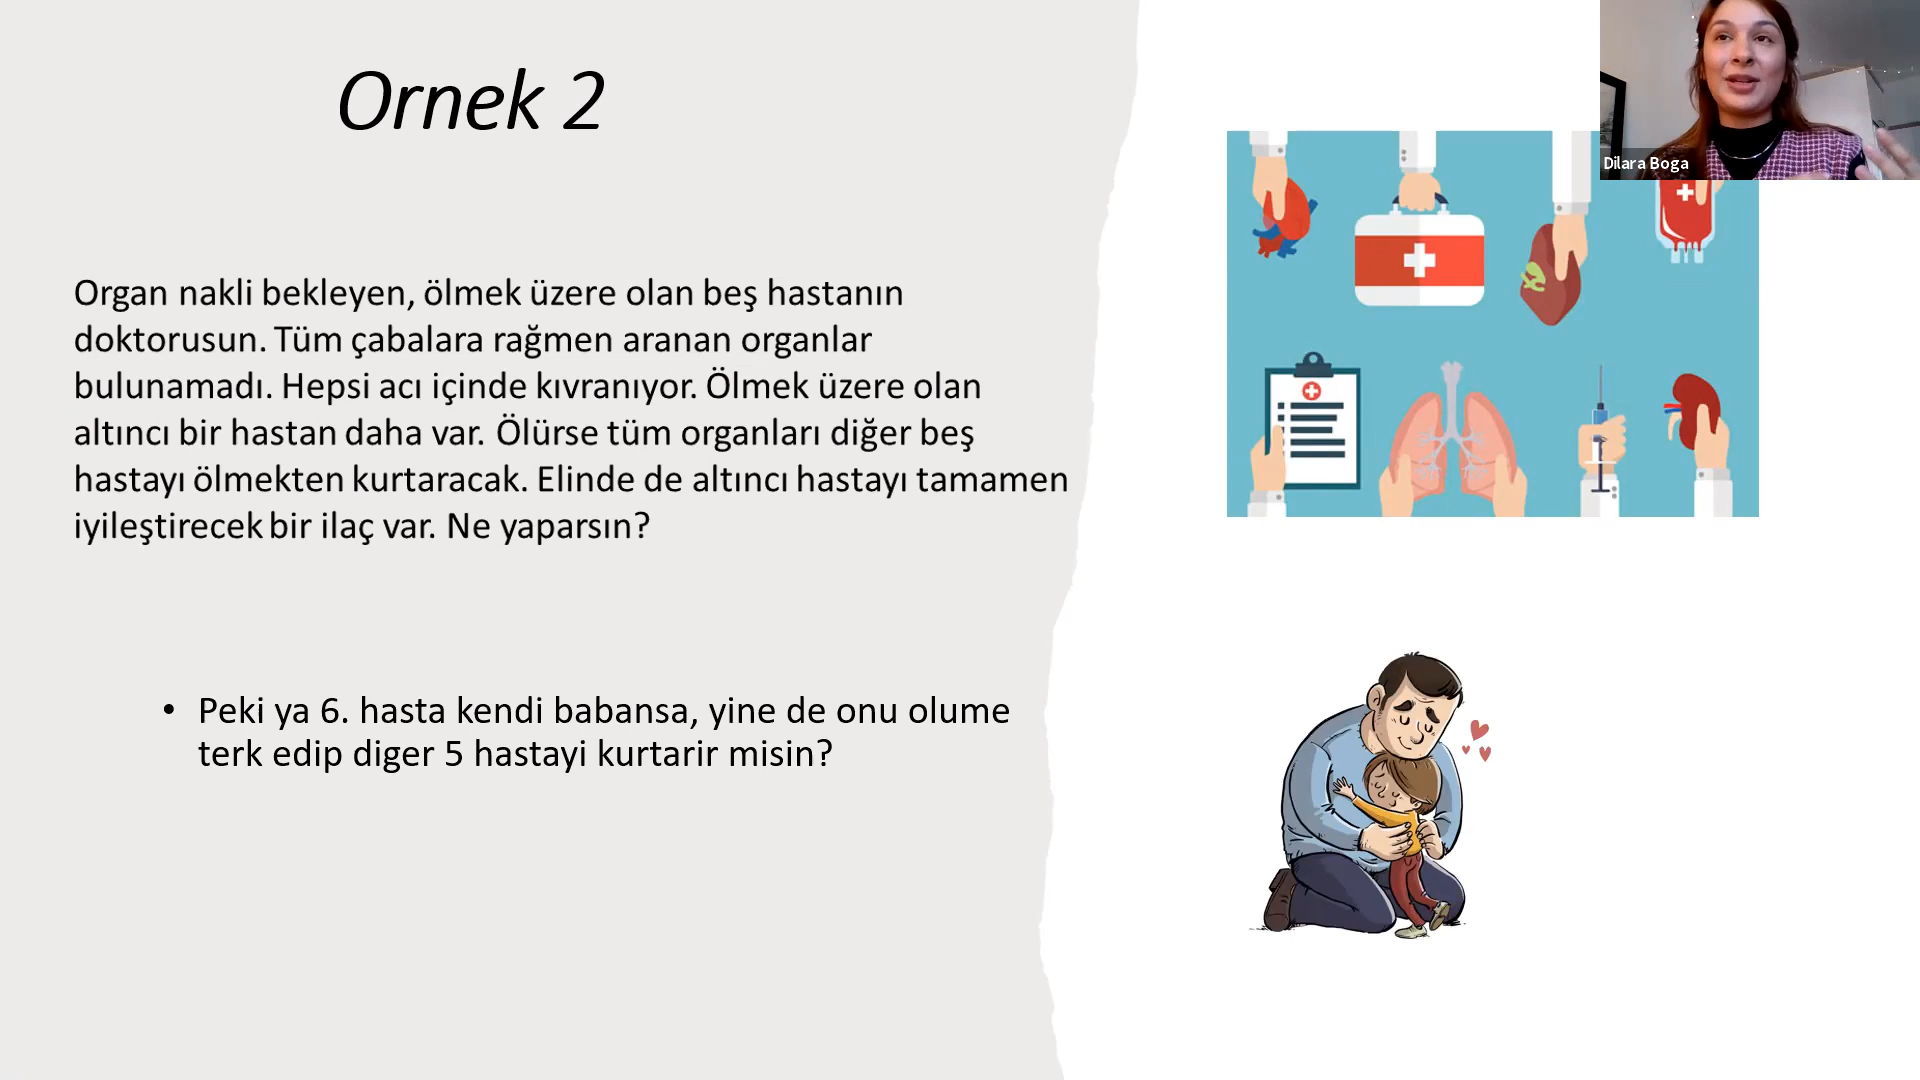 Ornek 2
Organ nakli bekleyen, ölmek üzere olan beş hastanın
doktorusun. Tüm çabalara rağmen aranan organlar
bulunamadı. Hepsi acı içinde kıvranıyor. Ölmek üzere olan
altıncı bir hastan daha var. Ölürse tüm organları diğer beş
hastayı ölmekten kurtaracak. Elinde de altıncı hastayı tamamen
iyileştirecek bir ilaç var. Ne yaparsın?
• Peki ya 6. hasta kendi babansa, yine de onu olume
terk edip diger 5 hastayi kurtarir misin?
Dilara Boga